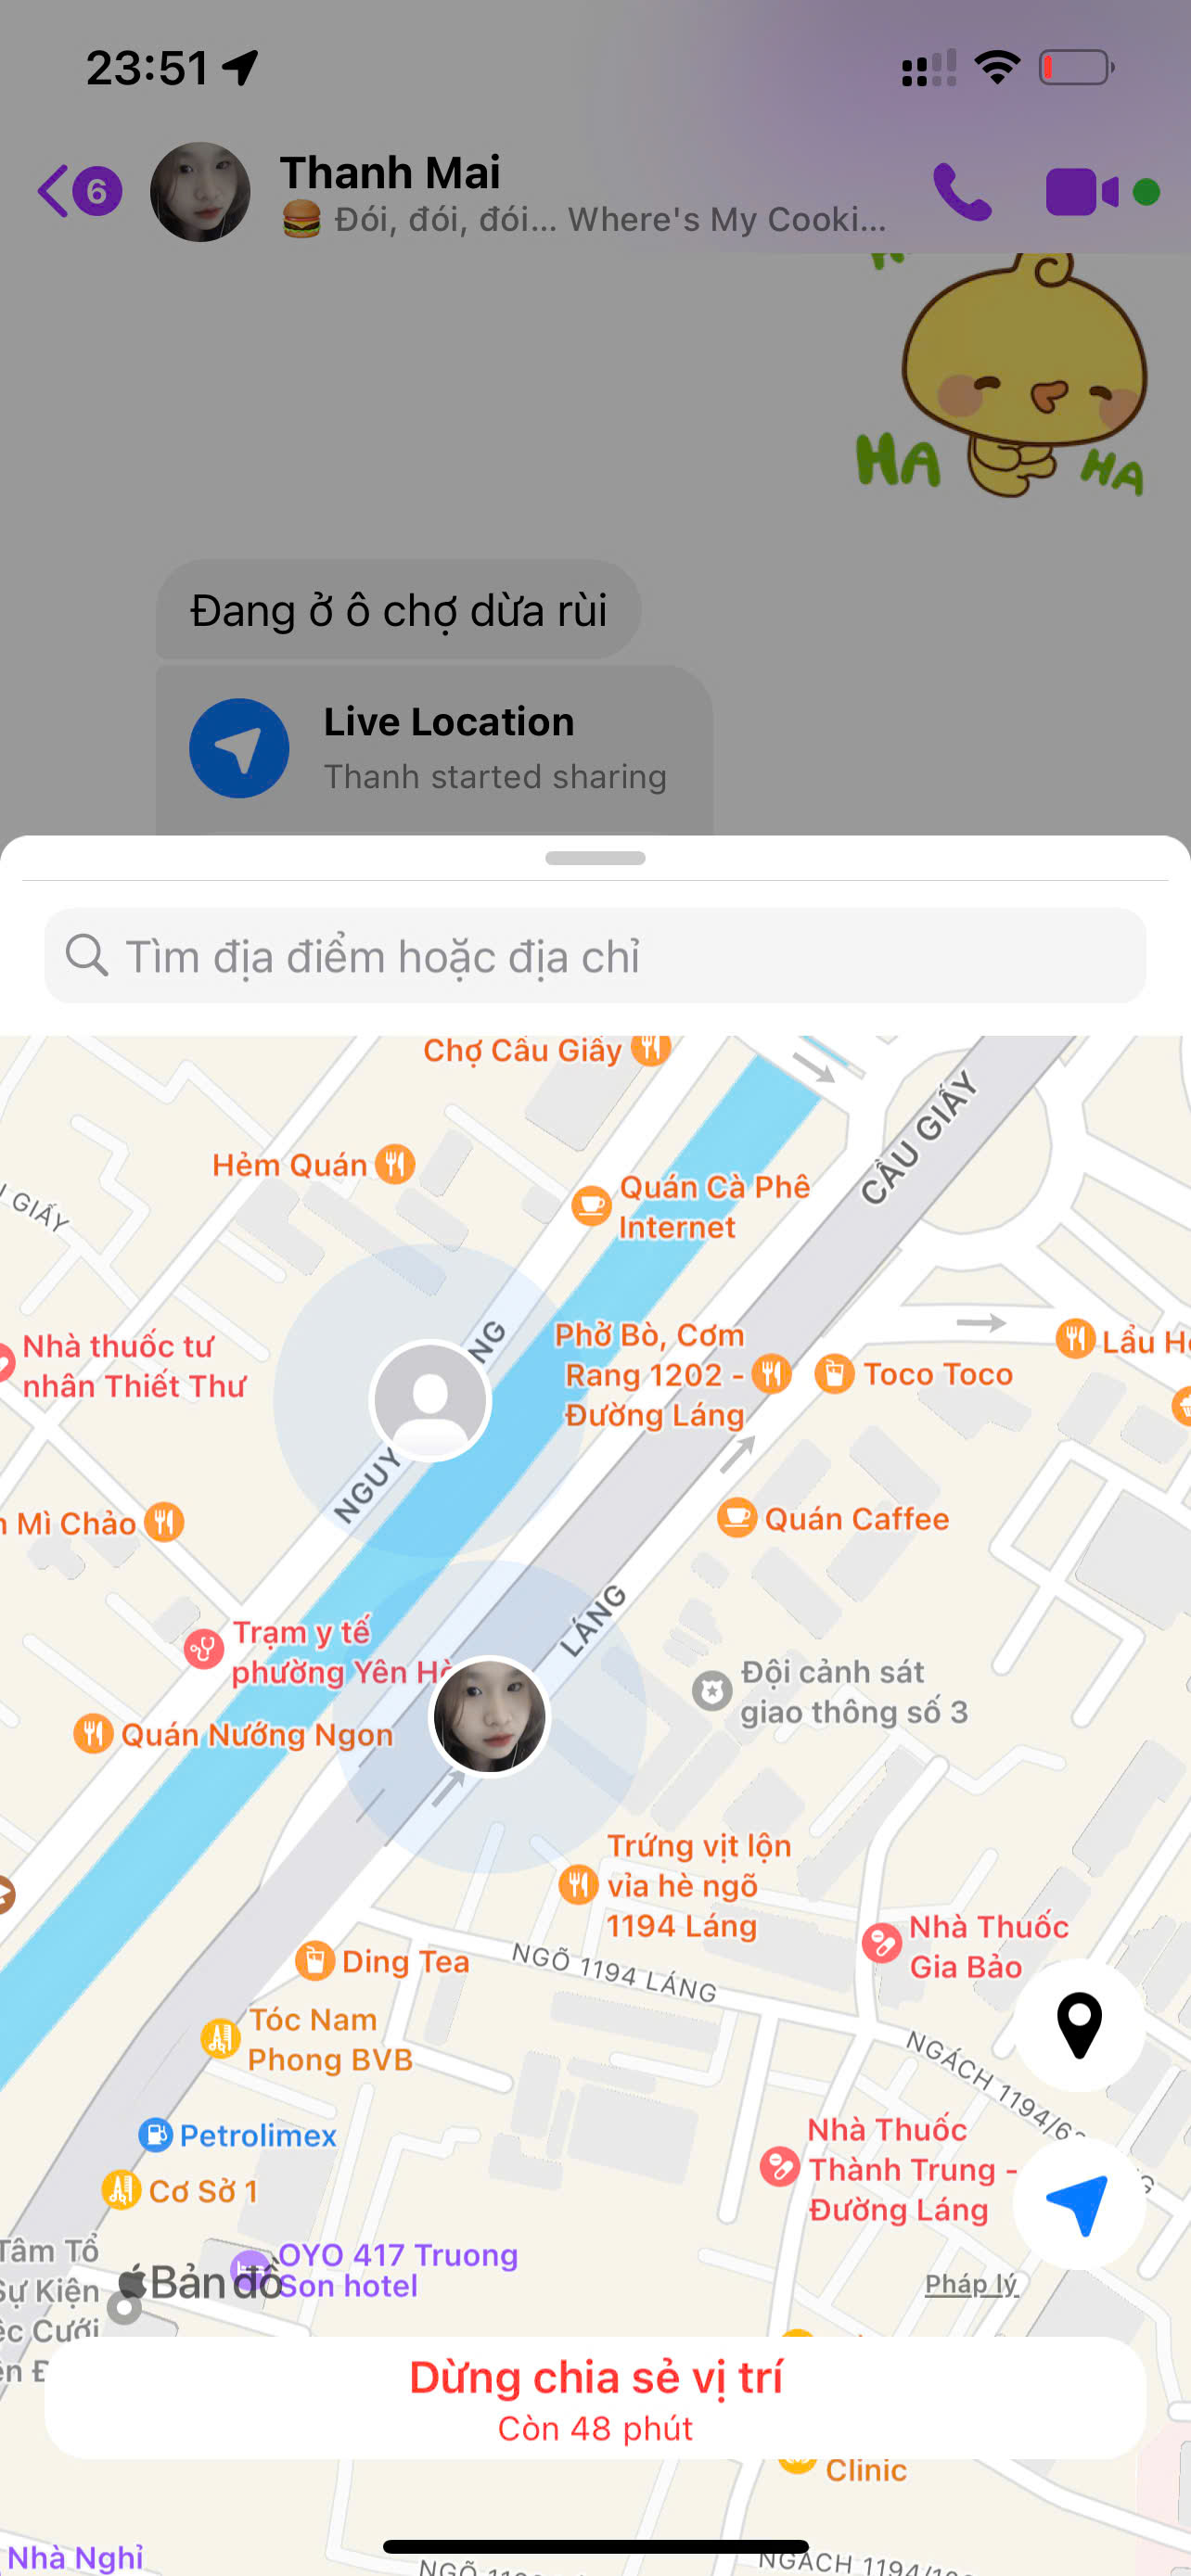 23:51
6
Thanh Mai
Đói, đói, đói... Where's My Cooki...
HA
HA
Đang ở ô chợ dừa rùi
Live Location
Thanh started sharing
Tìm địa điểm hoặc địa chỉ
Chợ Cầu Giấy
CẦU GIẤY
Hẻm Quán
Quán Cà Phê
Internet
GIẤY
Nhà thuốc tư
nhân Thiết Thư
NG
Phở Bò, Cơm
Rang 1202 -
Đường Láng
Toco Toco
Lẩu
NGUY
Mì Chảo
Quán Caffee
LÁNG
Trạm y tế
phường Yên
Đội cảnh sát
giao thông số 3
Quán Nướng Ngon
Trứng vịt lộn
vỉa hè ngõ
1194 Láng
Nhà Thuốc
Gia Bảo
Ding Tea
NGÕ 1194 LÁNG
Tóc Nam
Phong BVB
NGÁCH 1194/6
Petrolimex
Nhà Thuốc
Thành Trung -
Đường Láng
Cơ Sở 1
Tâm Tổ
Sự Kiện
Cưới
OYO 417 Truong
Son hotel
Bản đồ
Pháp lý
Dừng chia sẻ vị trí
Còn 48 phút
Clinic
Nhà Nghỉ
NGÕ
NGÁCH 1194/